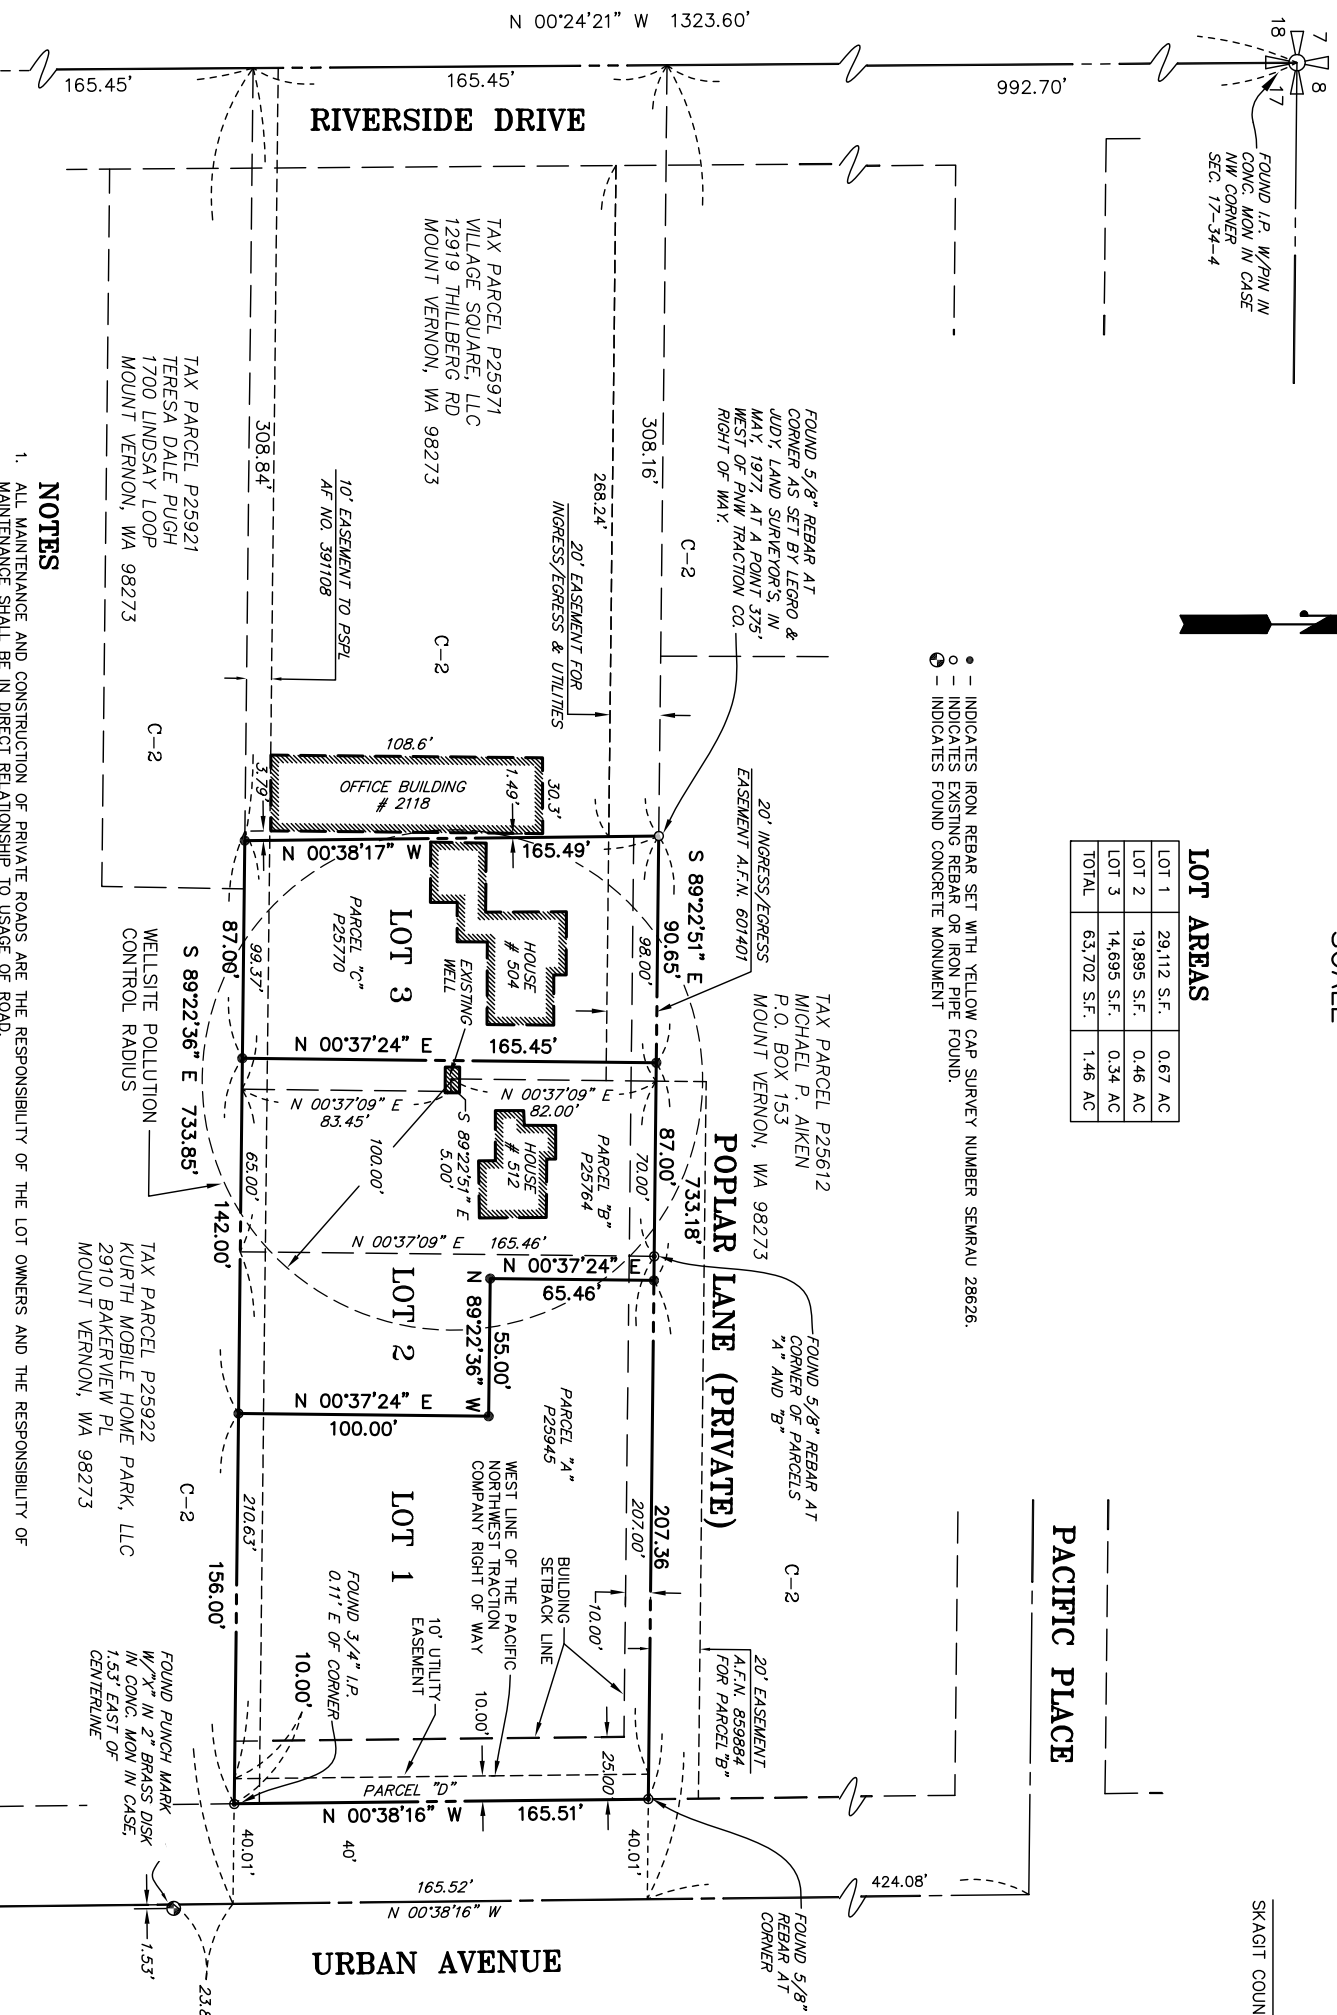 N 00°24'21" W 1323.60'
165.45'
165.45'
992.70'
RIVERSIDE DRIVE
7
8
18
17
FOUND I.P. W/PIN IN
CONC. MON IN CASE
NW CORNER
SEC. 17-34-4
TAX PARCEL P25971
VILLAGE SQUARE, LLC
12919 THILLBERG RD
MOUNT VERNON, WA 98273
TAX PARCEL P25921
TERESA DALE PUGH
1700 LINDSAY LOOP
MOUNT VERNON, WA 98273
308.84'
308.16'
268.24'
10' EASEMENT TO PSPL
AF NO. 391108
20' EASEMENT FOR
INGRESS/EGRESS & UTILITIES
FOUND 5/8" REBAR AT
CORNER AS SET BY LEGRO &
JUDY, LAND SURVEYOR'S, IN
MAY, 1977, AT A POINT 375'
WEST OF PNW TRACTION CO.
RIGHT OF WAY.
C-2
C-2
C-2
● - INDICATES IRON REBAR SET WITH YELLOW CAP SURVEY NUMBER SEMRAU 28626.
○ - INDICATES EXISTING REBAR OR IRON PIPE FOUND.
- INDICATES FOUND CONCRETE MONUMENT
LOT AREAS
LOT 1 29,112 S.F. 0.67 AC
LOT 2 19,895 S.F. 0.46 AC
LOT 3 14,695 S.F. 0.34 AC
TOTAL 63,702 S.F. 1.46 AC
108.6'
OFFICE BUILDING
# 2118
30.3'
1.49'
3.79'
N 00°38'17" W 165.49'
20' INGRESS/EGRESS
EASEMENT A.F.N. 601401
S 89°22'51" E 733.18'
90.65'
98.00'
87.00'
70.00'
207.36
207.00'
LOT 3
PARCEL "C"
P25770
HOUSE
# 504
EXISTING
WELL
87.00'
99.37'
S 89°22'36" E 733.85'
WELLSITE POLLUTION
CONTROL RADIUS
N 00°37'24" E 165.45'
N 00°37'09" E
83.45'
N 00°37'09" E
82.00'
S 89°22'51" E
5.00'
100.00'
HOUSE
# 512
PARCEL "B"
P25764
65.00'
142.00'
N 00°37'09" E 165.46'
TAX PARCEL P25612
MICHAEL P. AIKEN
P.O. BOX 153
MOUNT VERNON, WA 98273
POPLAR LANE (PRIVATE)
N 00°37'24" E
65.46'
N 89°22'36" W
55.00'
LOT 2
N 00°37'24" E
100.00'
FOUND 5/8" REBAR AT
CORNER OF PARCELS
"A" AND "B"
TAX PARCEL P25922
KURTH MOBILE HOME PARK, LLC
2910 BAKERVIEW PL
MOUNT VERNON, WA 98273
C-2
C-2
PARCEL "A"
P25945
LOT 1
210.63'
156.00'
WEST LINE OF THE PACIFIC
NORTHWEST TRACTION
COMPANY RIGHT OF WAY
BUILDING
SETBACK LINE
10.00'
10' UTILITY
EASEMENT
FOUND 3/4" I.P.
0.11' E OF CORNER
10.00'
10.00'
25.00'
20' EASEMENT
A.F.N. 859884
FOR PARCEL"B"
PACIFIC PLACE
PARCEL "D"
N 00°38'16" W 165.51'
40.01'
40'
40.01'
424.08'
165.52'
N 00°38'16" W
FOUND PUNCH MARK
W/"X" IN 2" BRASS DISK
IN CONC. MON IN CASE,
1.53' EAST OF
CENTERLINE
1.53'
23.8
FOUND 5/8"
REBAR AT
CORNER
URBAN AVENUE
SKAGIT COUN
NOTES
1. ALL MAINTENANCE AND CONSTRUCTION OF PRIVATE ROADS ARE THE RESPONSIBILITY OF THE LOT OWNERS AND THE RESPONSIBILITY OF
MAINTENANCE SHALL BE IN DIRECT RELATIONSHIP TO USAGE OF ROAD.